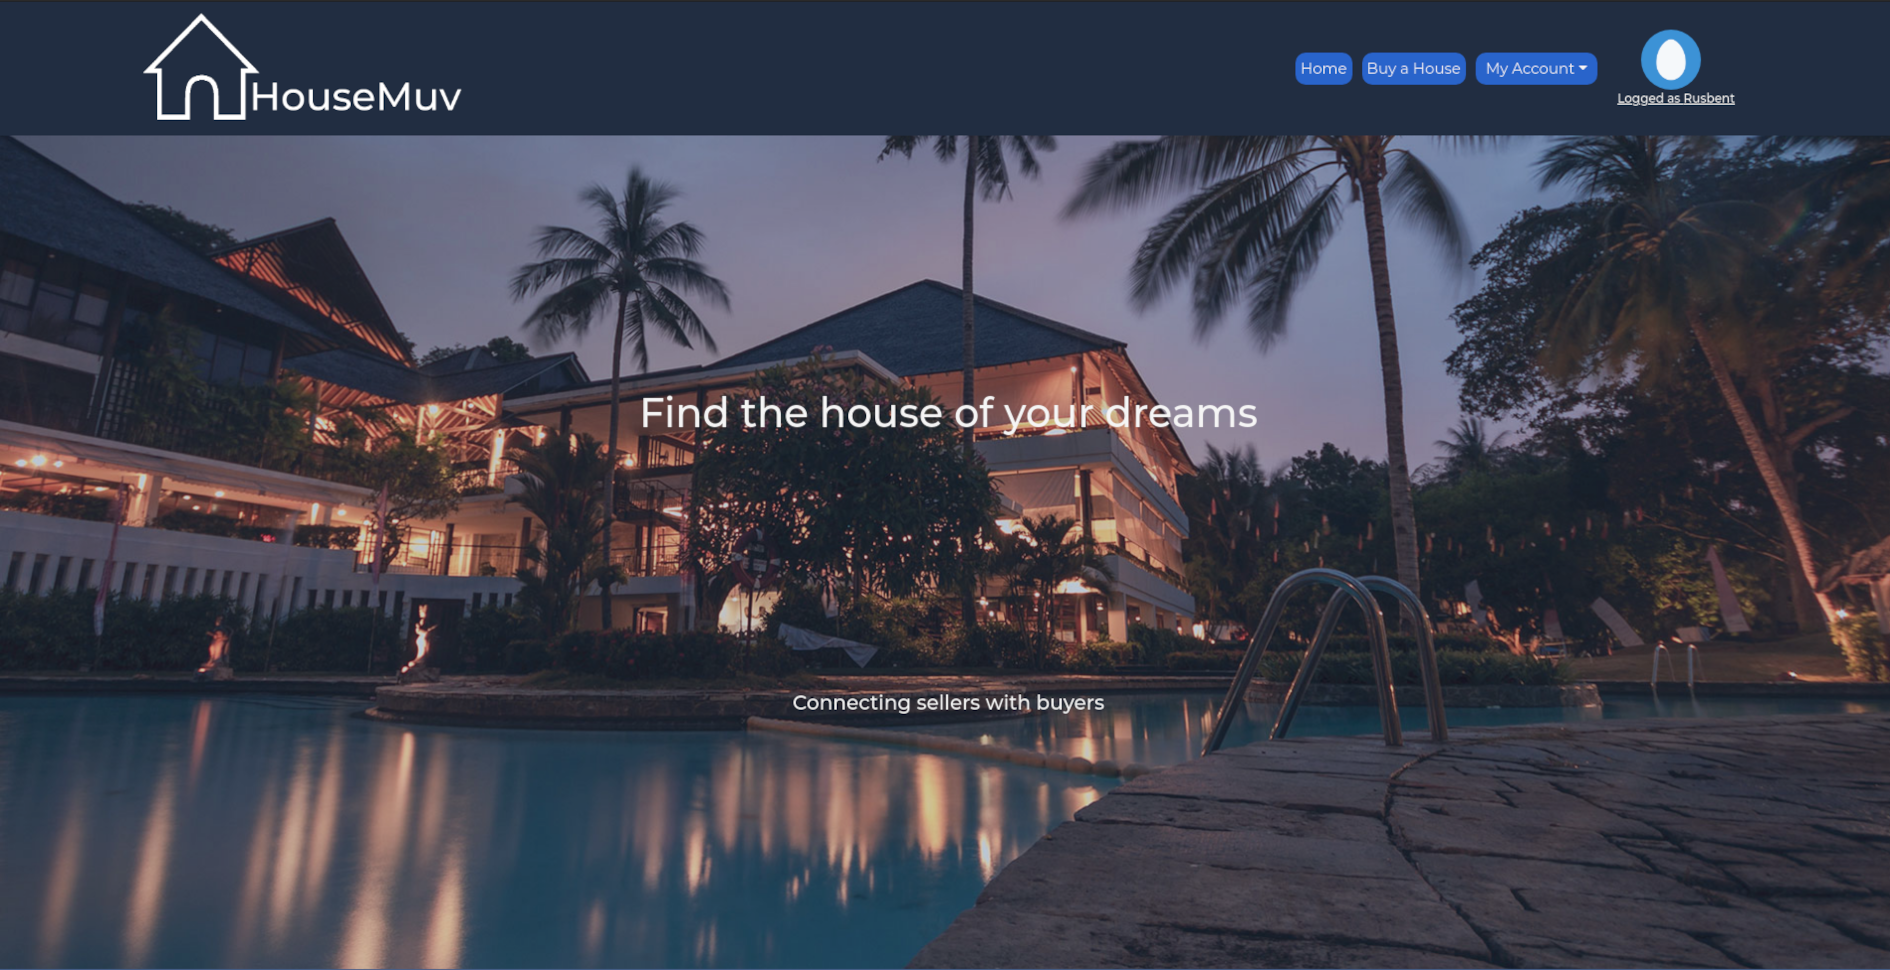 HouseMuv
Home
Buy a House
My Account
Logged as Rusbent
Find the house of your dreams
Connecting sellers with buyers